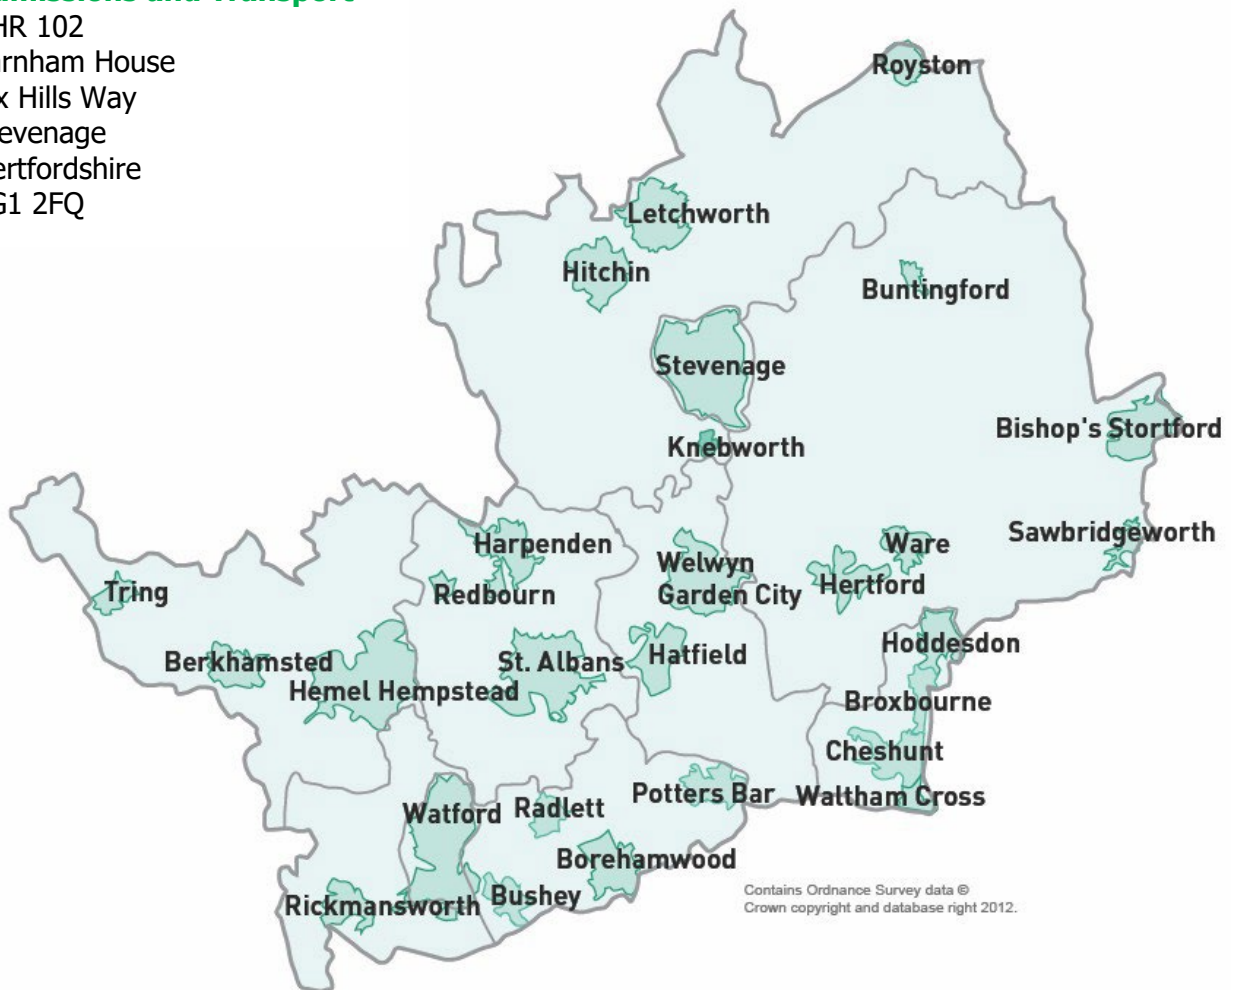 and Transport
HR 102
rnham House
x Hills Way
evenage
ertfordshire
G1 2FQ
Royston
Letchworth
Hitchin
Buntingford
Stevenage
Bishop's Stortford
Knebworth
Sawbridgeworth
Harpenden
Ware
Welwyn
Garden City
Hertford
Tring
Redbourn
Hoddesdon
Berkhamsted
St. Albans
Hatfield
Hemel Hempstead
Broxbourne
Cheshunt
Potters Bar
Waltham Cross
Watford
Radlett
Borehamwood
Bushey
Rickmansworth
Contains Ordnance Survey data ©
Crown copyright and database right 2012.